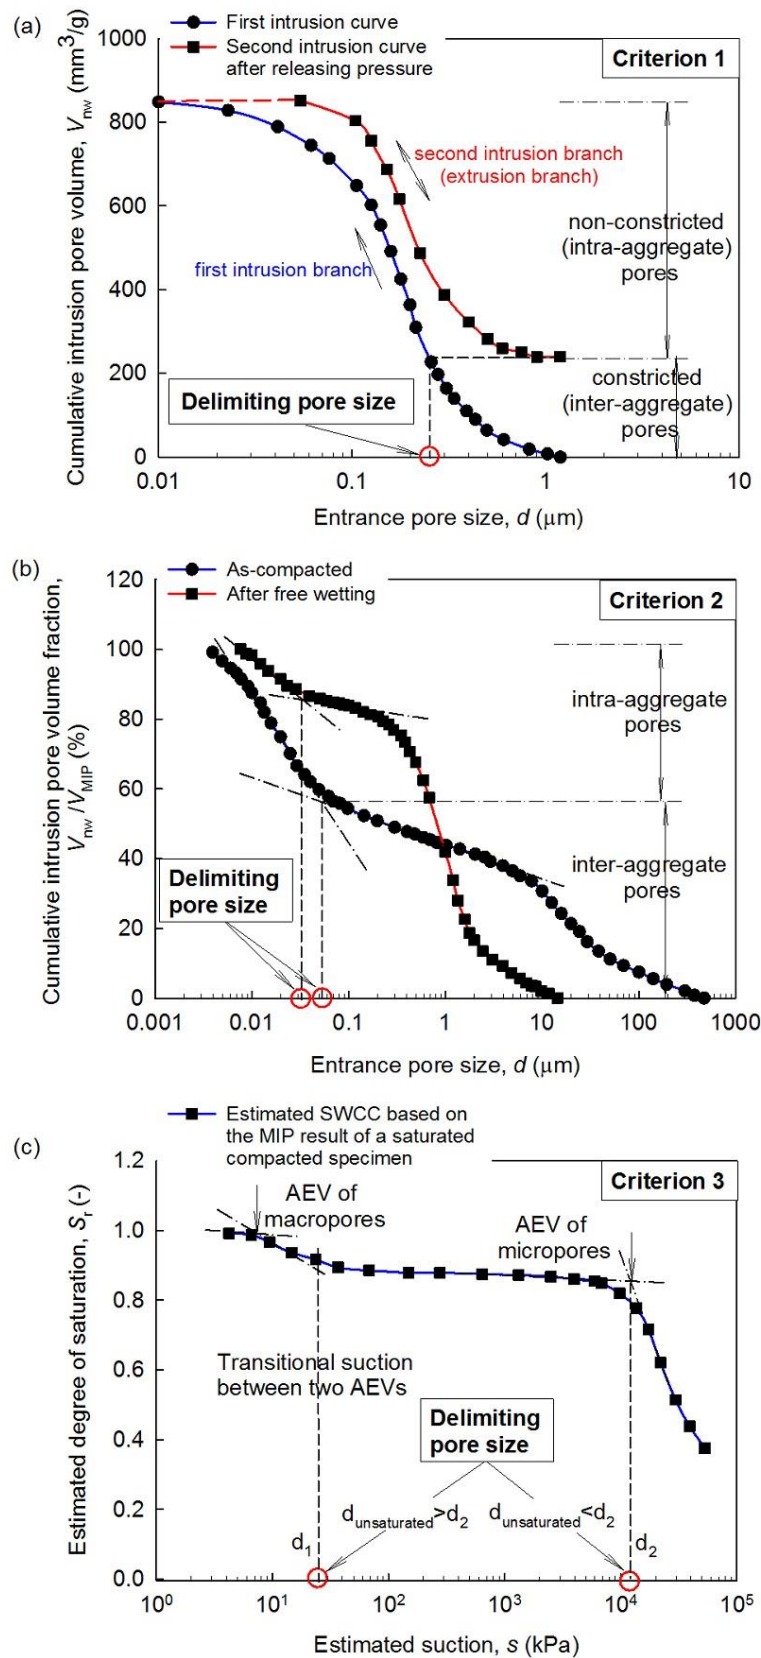 (a)
First intrusion curve
Second intrusion curve
after releasing pressure
Criterion 1
Cumulative intrusion pore volume, Vnw (mm³/g)
1000
800
600
400
200
0
second intrusion branch
(extrusion branch)
first intrusion branch
non-constricted
(intra-aggregate)
pores
constricted
(inter-aggregate)
pores
Delimiting pore size
0.01
0.1
1
10
Entrance pore size, d (μm)
(b)
As-compacted
After free wetting
Criterion 2
Cumulative intrusion pore volume fraction,
Vnw/VMIP (%)
120
100
80
60
40
20
0
intra-aggregate
pores
inter-aggregate
pores
Delimiting
pore size
0.001
0.01
0.1
1
10
100
1000
Entrance pore size, d (μm)
(c)
Estimated SWCC based on
the MIP result of a saturated
compacted specimen
Criterion 3
Estimated degree of saturation, Sr (-)
1.2
1.0
0.8
0.6
0.4
0.2
0.0
AEV of
macropores
AEV of
micropores
Transitional suction
between two AEVs
Delimiting
pore size
dunsaturated>d2
dunsaturated<d2
d1
d2
10⁰
10¹
10²
10³
10⁴
10⁵
Estimated suction, s (kPa)